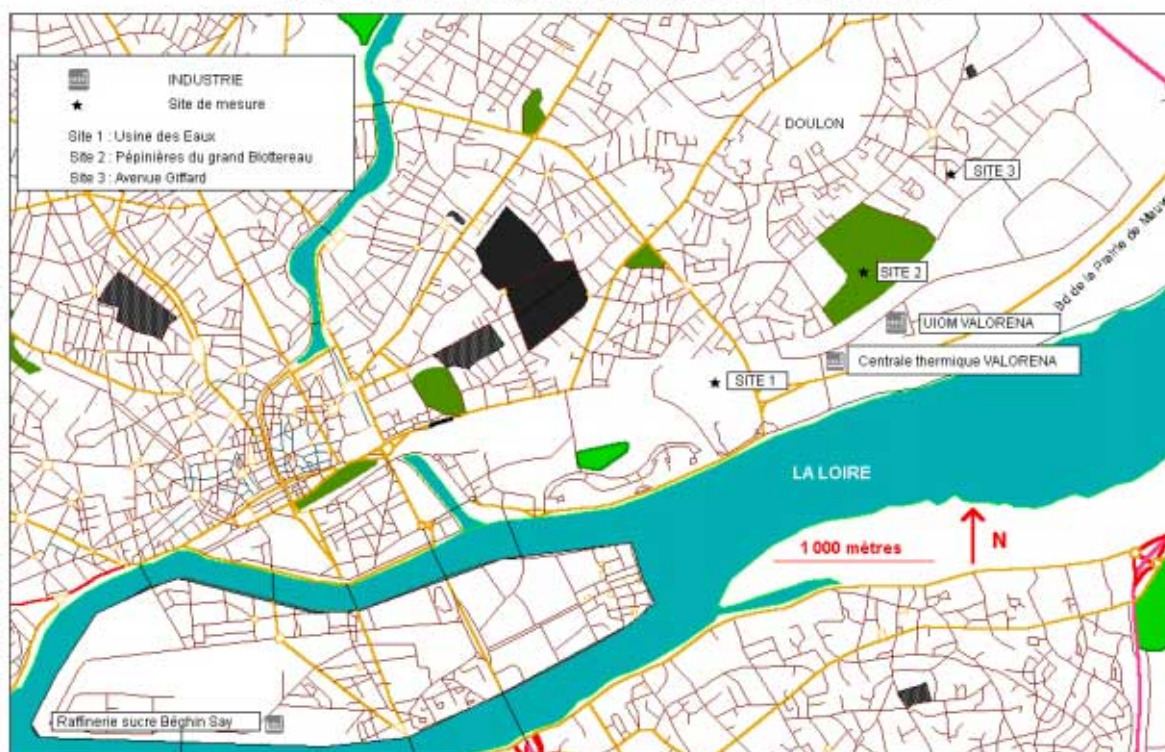 INDUSTRIE
Site de mesure
Site 1 : Usine des Eaux
Site 2 : Pépinières du grand Blottereau
Site 3 : Avenue Giffard
DOULON
SITE 3
SITE 2
Bd de la Prairie de Mauves
UIOM VALORENA
Centrale thermique VALORENA
SITE 1
LA LOIRE
1 000 mètres
N
Raffinerie sucre Béghin Say